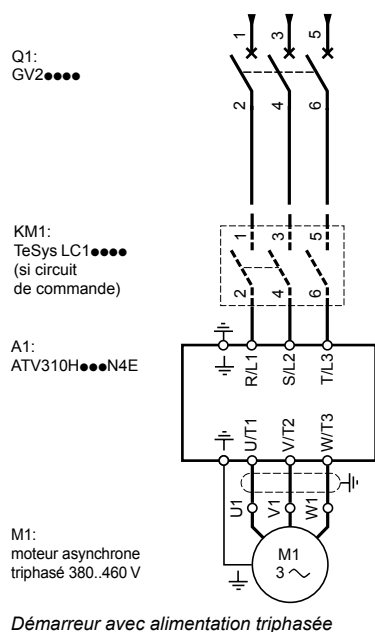 1 3 5
Q1:
GV2●●●●
2 4 6
KM1:
TeSys LC1●●●●
(si circuit
de commande)
1 3 5
2 4 6
A1:
ATV310H●●●N4E
R/L1 S/L2 T/L3
U/T1 V/T2 W/T3
U1 V1 W1
M1:
moteur asynchrone
triphasé 380..460 V
M1
3 ~
Démarreur avec alimentation triphasée